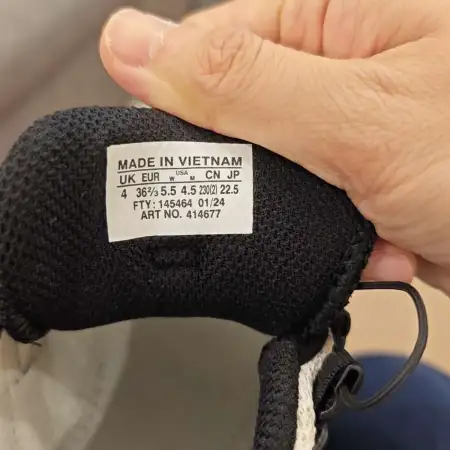 MADE IN VIETNAM
UK EUR W USA M CN JP
4 36⅔ 5.5 4.5 230(2) 22.5
FTY: 145464 01/24
ART NO. 414677